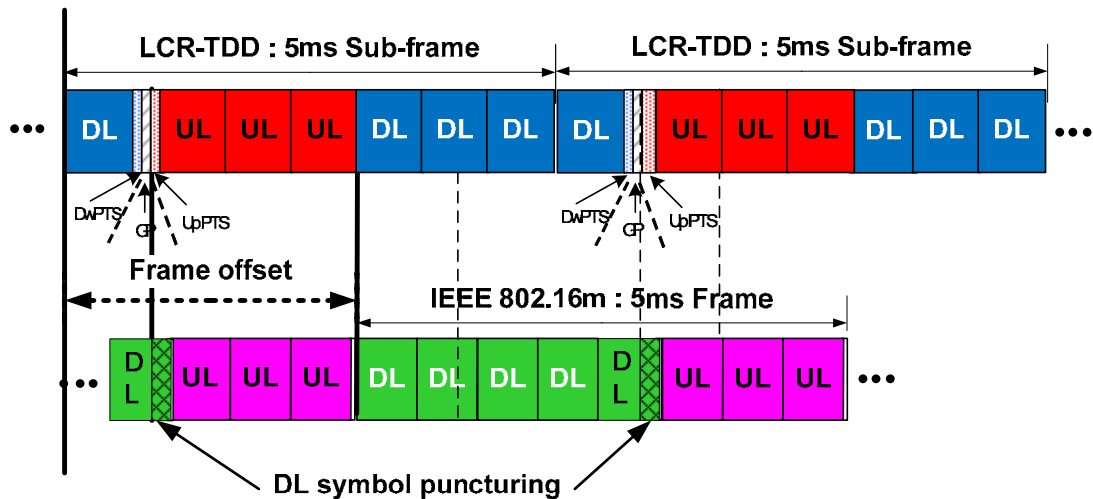 LCR-TDD : 5ms Sub-frame LCR-TDD : 5ms Sub-frame
••• DL UL UL UL DL DL DL DL UL UL UL DL DL DL •••
DwPTS GP UpPTS DwPTS GP UpPTS
Frame offset
IEEE 802.16m : 5ms Frame
••• DL UL UL UL DL DL DL DL DL UL UL UL •••
DL symbol puncturing